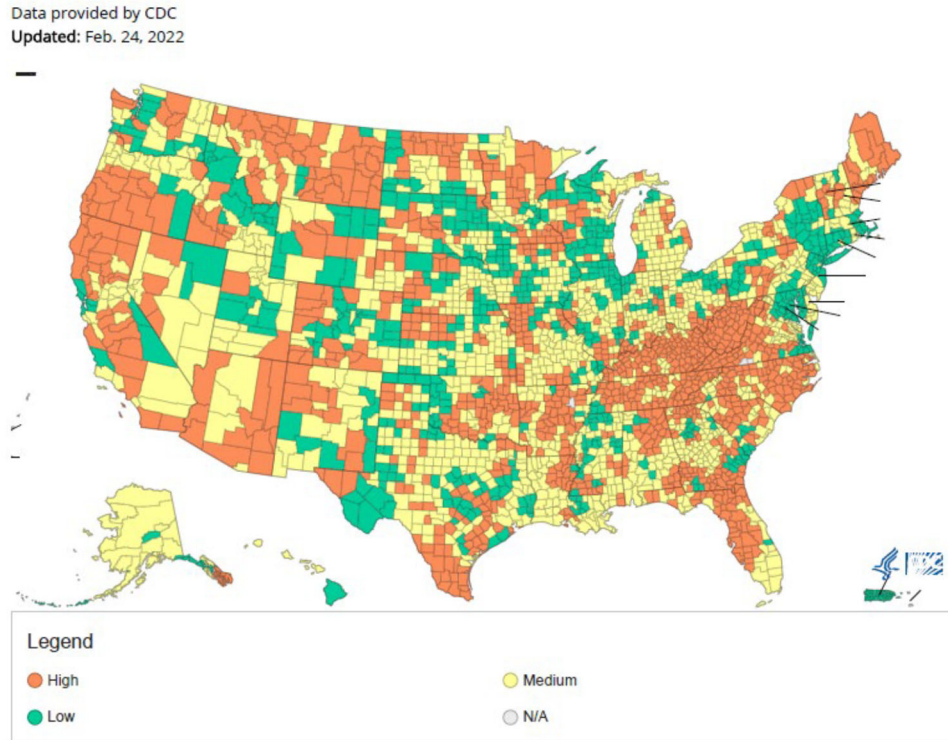 Data provided by CDC
Updated: Feb. 24, 2022
Legend
High
Medium
Low
N/A